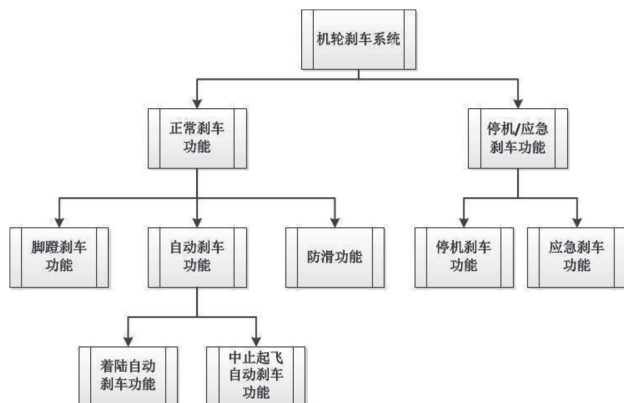 机轮刹车系统
正常刹车
功能
停机/应急
刹车功能
脚蹬刹车
功能
自动刹车
功能
防滑功能
停机刹车
功能
应急刹车
功能
着陆自动
刹车功能
中止起飞
自动刹车
功能